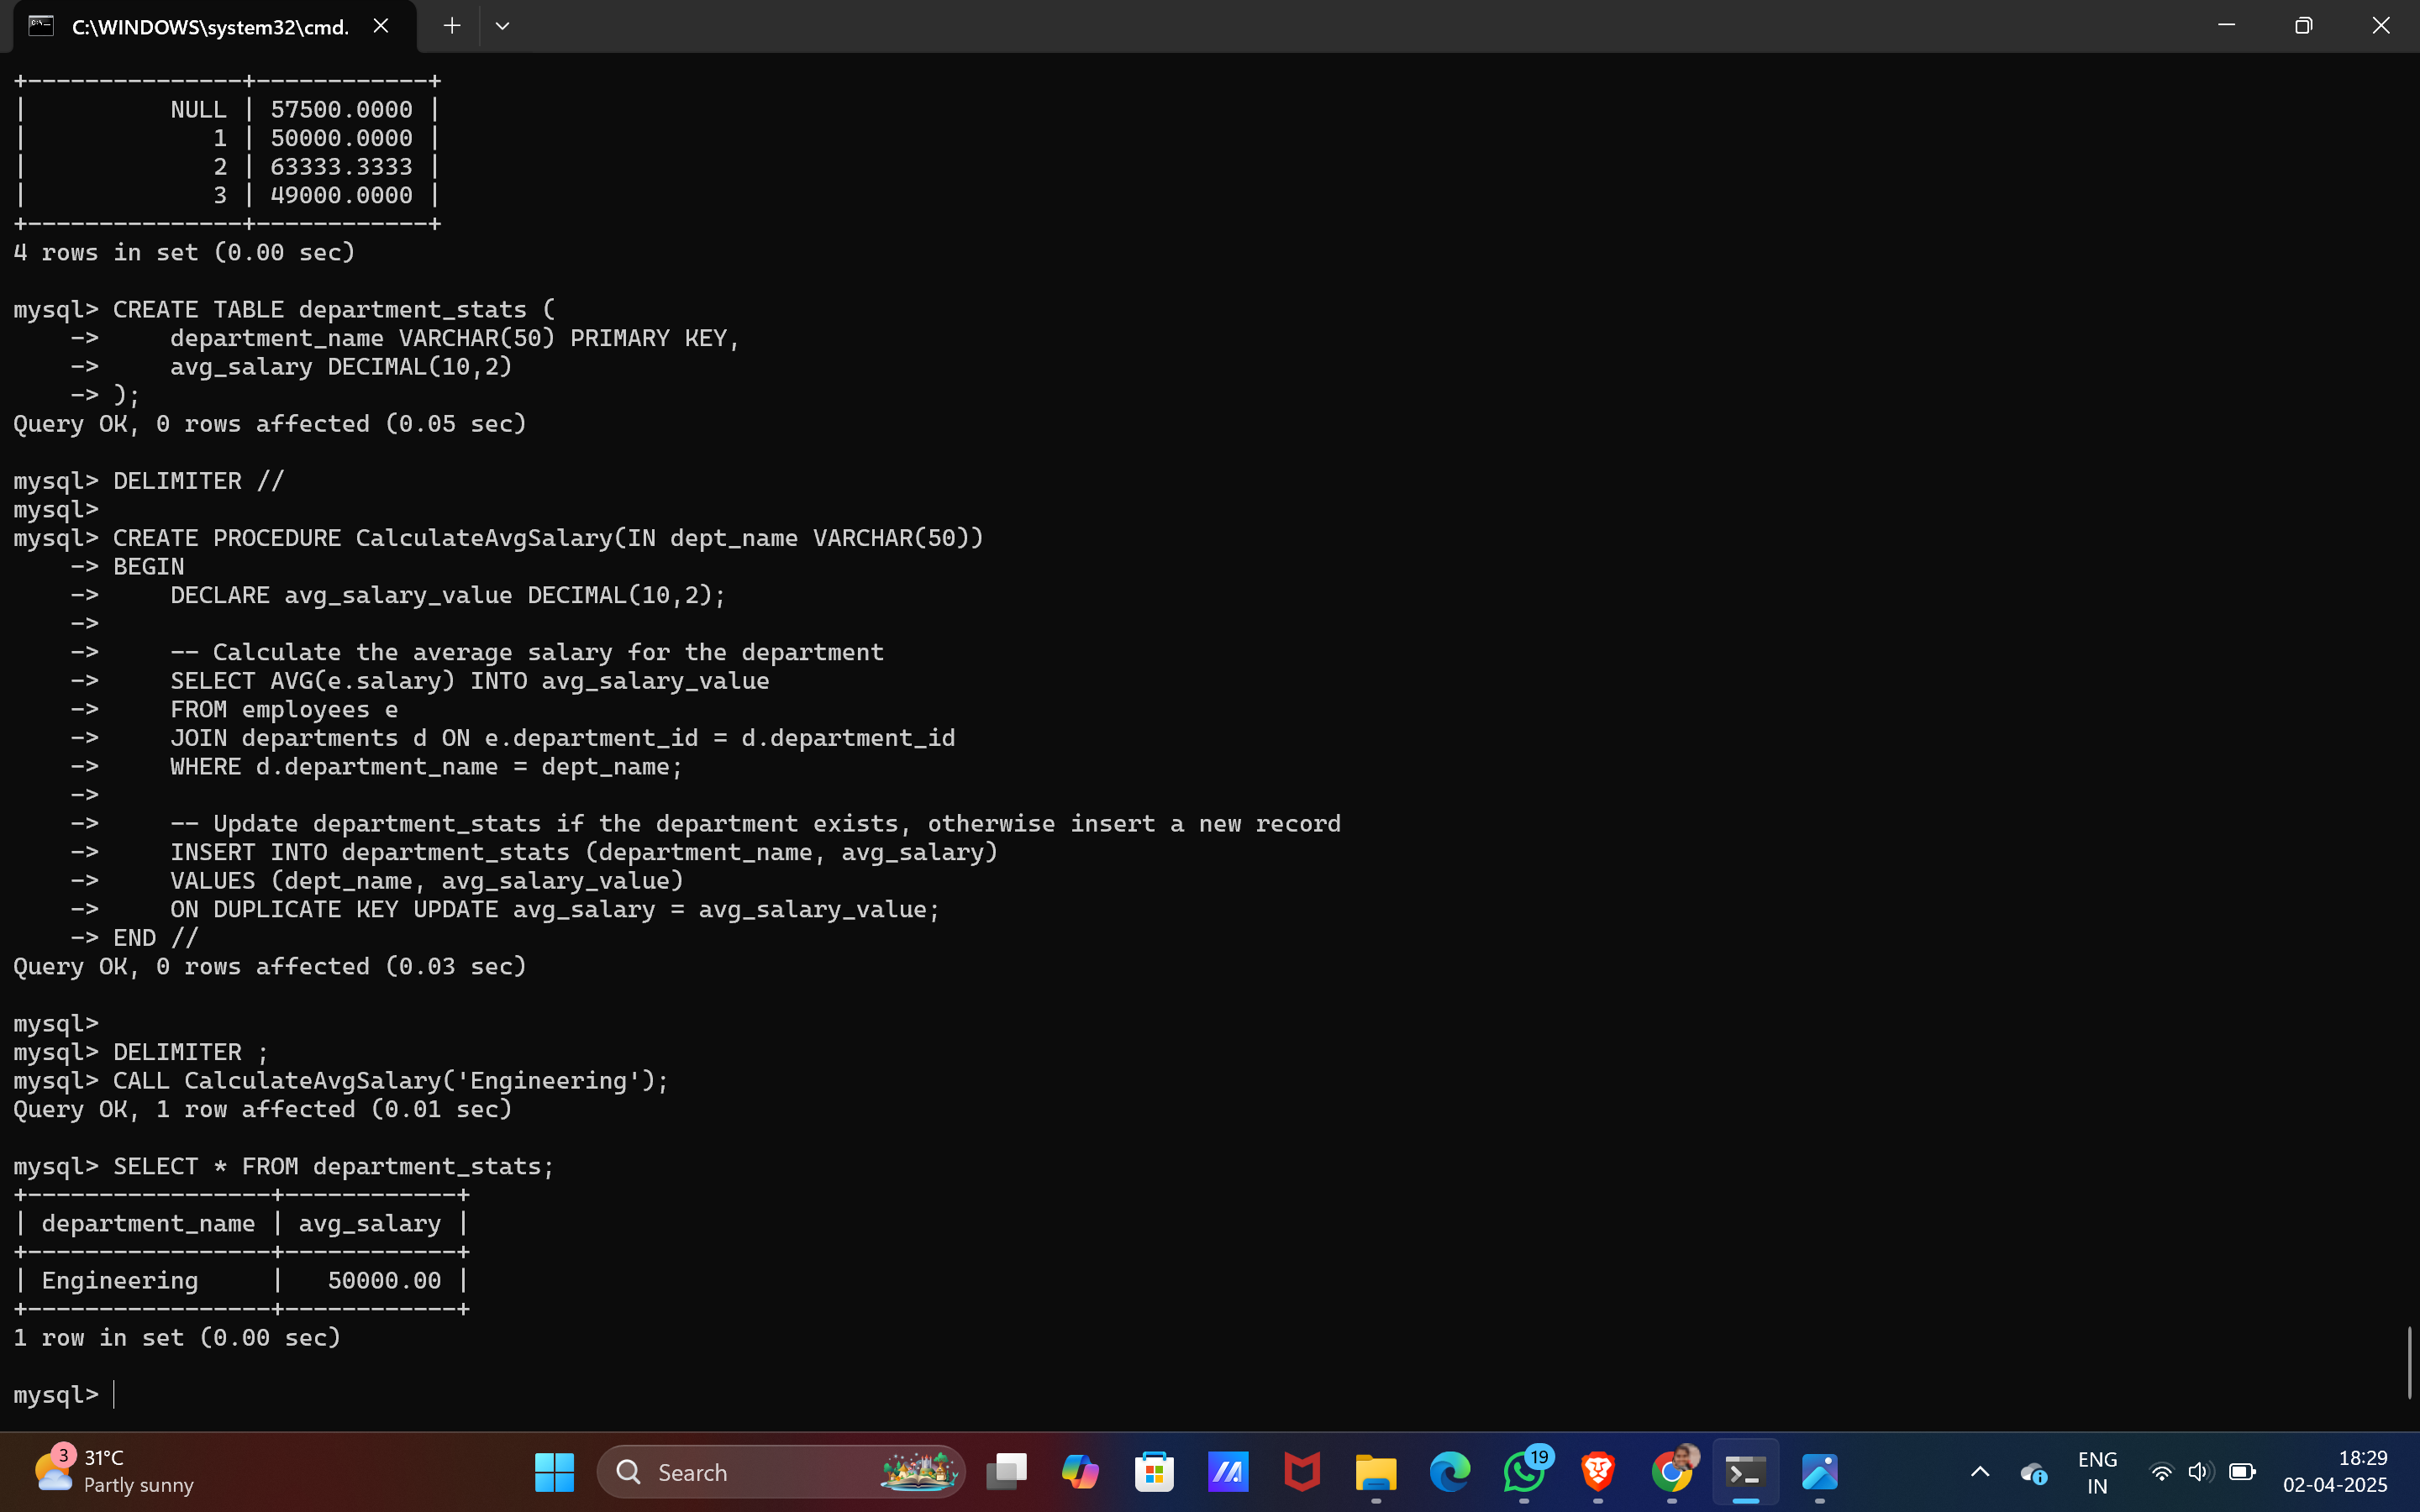 C:\WINDOWS\system32\cmd.
+---------------+------------+
|          NULL | 57500.0000 |
|             1 | 50000.0000 |
|             2 | 63333.3333 |
|             3 | 49000.0000 |
+---------------+------------+
4 rows in set (0.00 sec)
mysql> CREATE TABLE department_stats (
    ->     department_name VARCHAR(50) PRIMARY KEY,
    ->     avg_salary DECIMAL(10,2)
    -> );
Query OK, 0 rows affected (0.05 sec)
mysql> DELIMITER //
mysql>
mysql> CREATE PROCEDURE CalculateAvgSalary(IN dept_name VARCHAR(50))
    -> BEGIN
    ->     DECLARE avg_salary_value DECIMAL(10,2);
    ->
    ->     -- Calculate the average salary for the department
    ->     SELECT AVG(e.salary) INTO avg_salary_value
    ->     FROM employees e
    ->     JOIN departments d ON e.department_id = d.department_id
    ->     WHERE d.department_name = dept_name;
    ->
    ->     -- Update department_stats if the department exists, otherwise insert a new record
    ->     INSERT INTO department_stats (department_name, avg_salary)
    ->     VALUES (dept_name, avg_salary_value)
    ->     ON DUPLICATE KEY UPDATE avg_salary = avg_salary_value;
    -> END //
Query OK, 0 rows affected (0.03 sec)
mysql>
mysql> DELIMITER ;
mysql> CALL CalculateAvgSalary('Engineering');
Query OK, 1 row affected (0.01 sec)
mysql> SELECT * FROM department_stats;
+-----------------+------------+
| department_name | avg_salary |
+-----------------+------------+
| Engineering     |   50000.00 |
+-----------------+------------+
1 row in set (0.00 sec)
mysql>
3
31°C
Partly sunny
Search
19
ENG
IN
18:29
02-04-2025